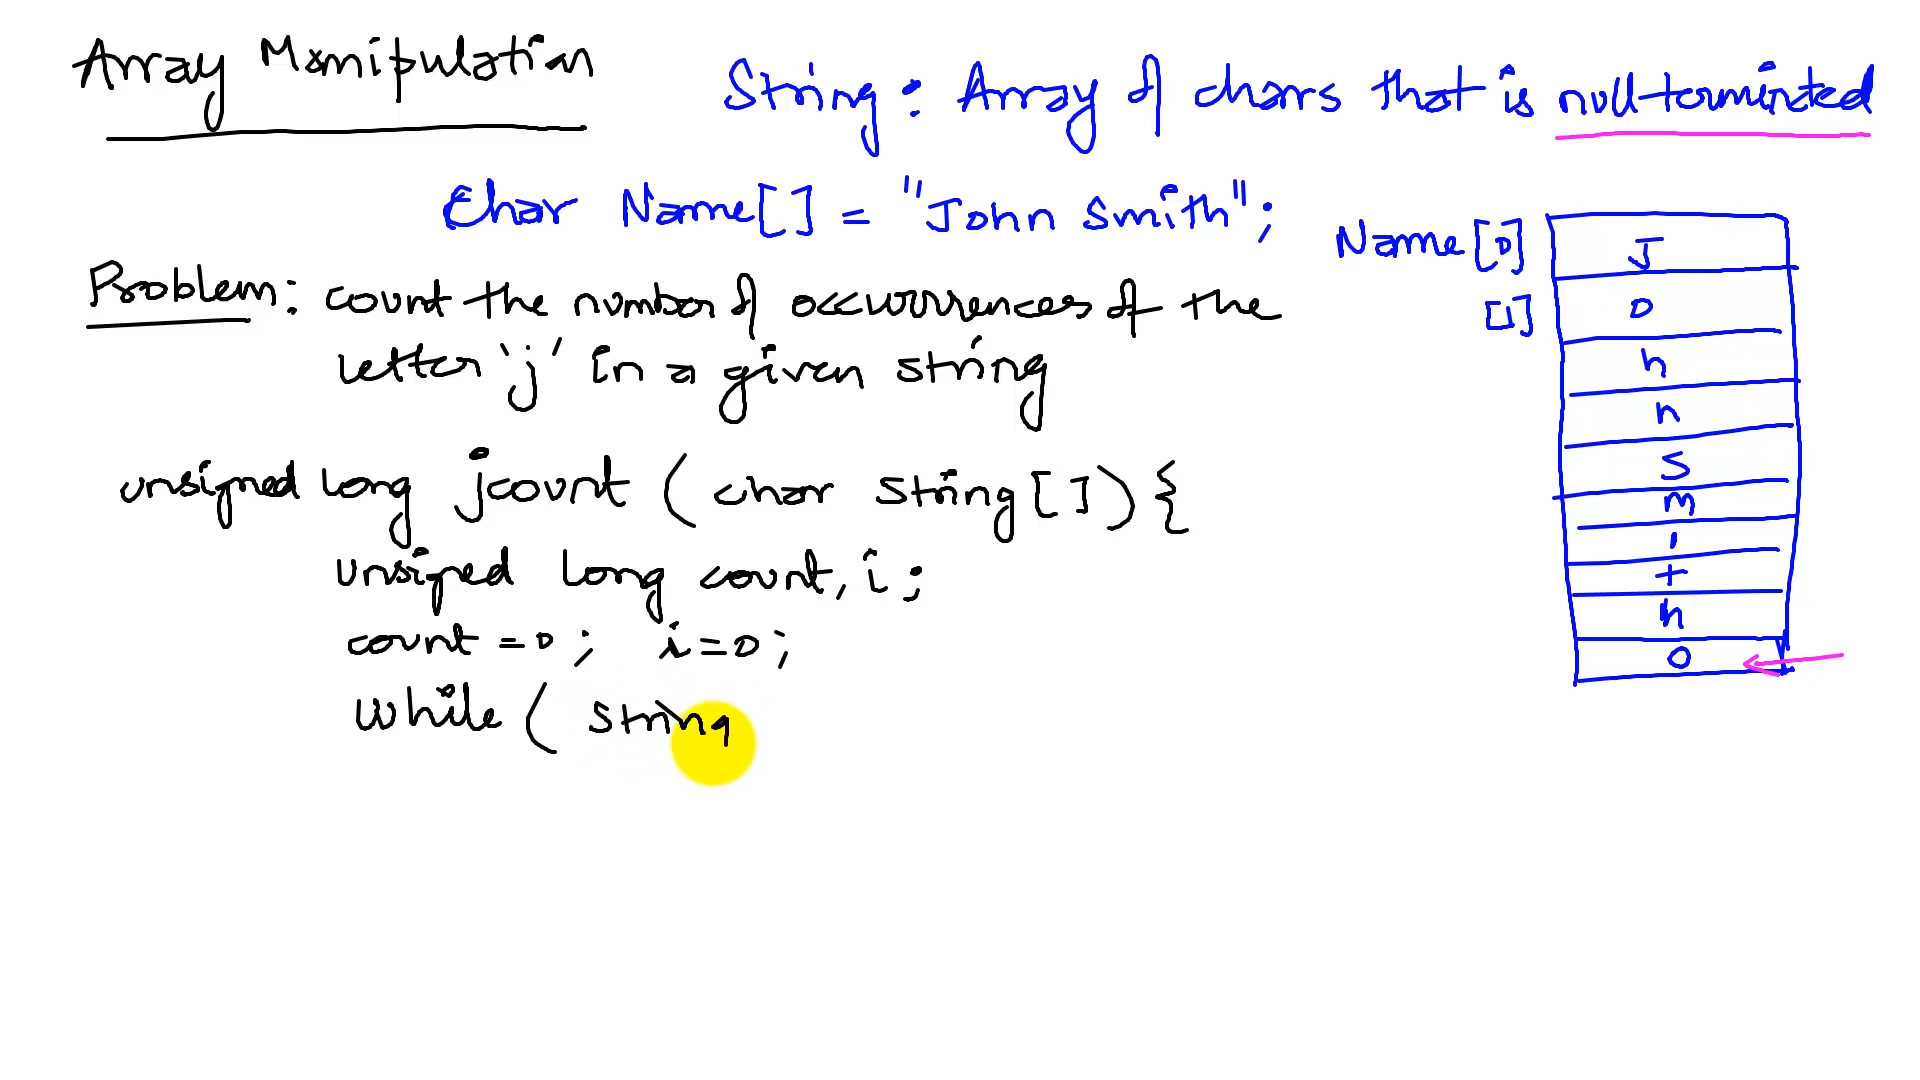 Array Manipulation
String: Array of chars that is null-terminted
Char Name[] = "John Smith";
Problem: count the number of occurrences of the
letter 'j' in a given string
unsigned long jcount (char string[]){
unsigned long count, i;
count = 0; i=0;
while ( string
Name[0] J
[1] o
h
n
S
m
i
t
h
0